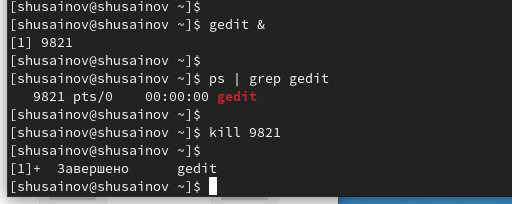 [shusainov@shusainov ~]$
[shusainov@shusainov ~]$ gedit &
[1] 9821
[shusainov@shusainov ~]$
[shusainov@shusainov ~]$ ps | grep gedit
   9821 pts/0    00:00:00 gedit
[shusainov@shusainov ~]$
[shusainov@shusainov ~]$ kill 9821
[shusainov@shusainov ~]$
[1]+  Завершено      gedit
[shusainov@shusainov ~]$